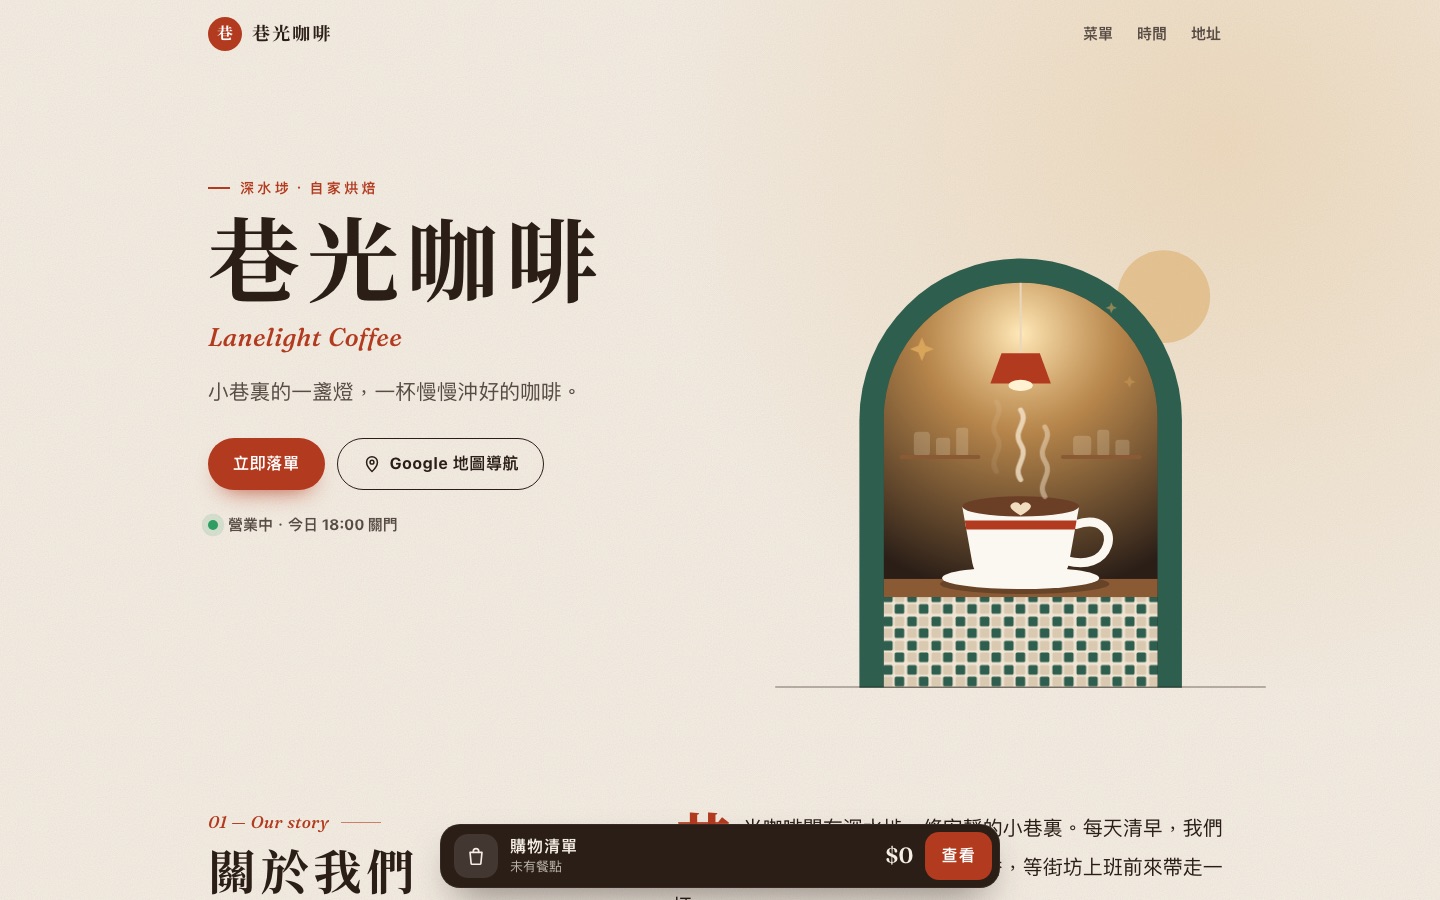 巷 巷光咖啡
菜單 時間 地址
深水埗 · 自家烘焙
巷光咖啡
Lanelight Coffee
小巷裏的一盞燈，一杯慢慢沖好的咖啡。
立即落單
Google 地圖導航
營業中 · 今日 18:00 關門
01 — Our story
關於我們
的小巷裏。每天清早，我們
，等街坊上班前來帶走一
購物清單
未有餐點
$0
查看